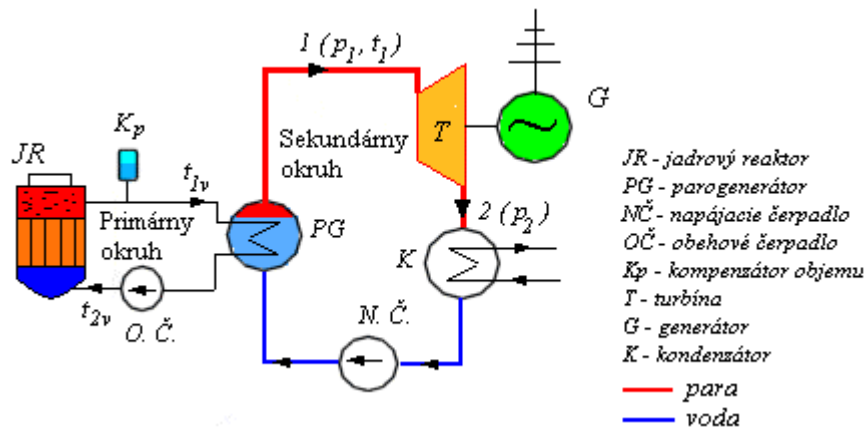 1 (p1, t1)
G
Kp
T
JR
Sekundárny
okruh
t1v
2 (p2)
Primárny
okruh
PG
K
t2v
O. Č.
N. Č.
JR - jadrový reaktor
PG - parogenerátor
NČ - napájacie čerpadlo
OČ - obehové čerpadlo
Kp - kompenzátor objemu
T - turbína
G - generátor
K - kondenzátor
para
voda